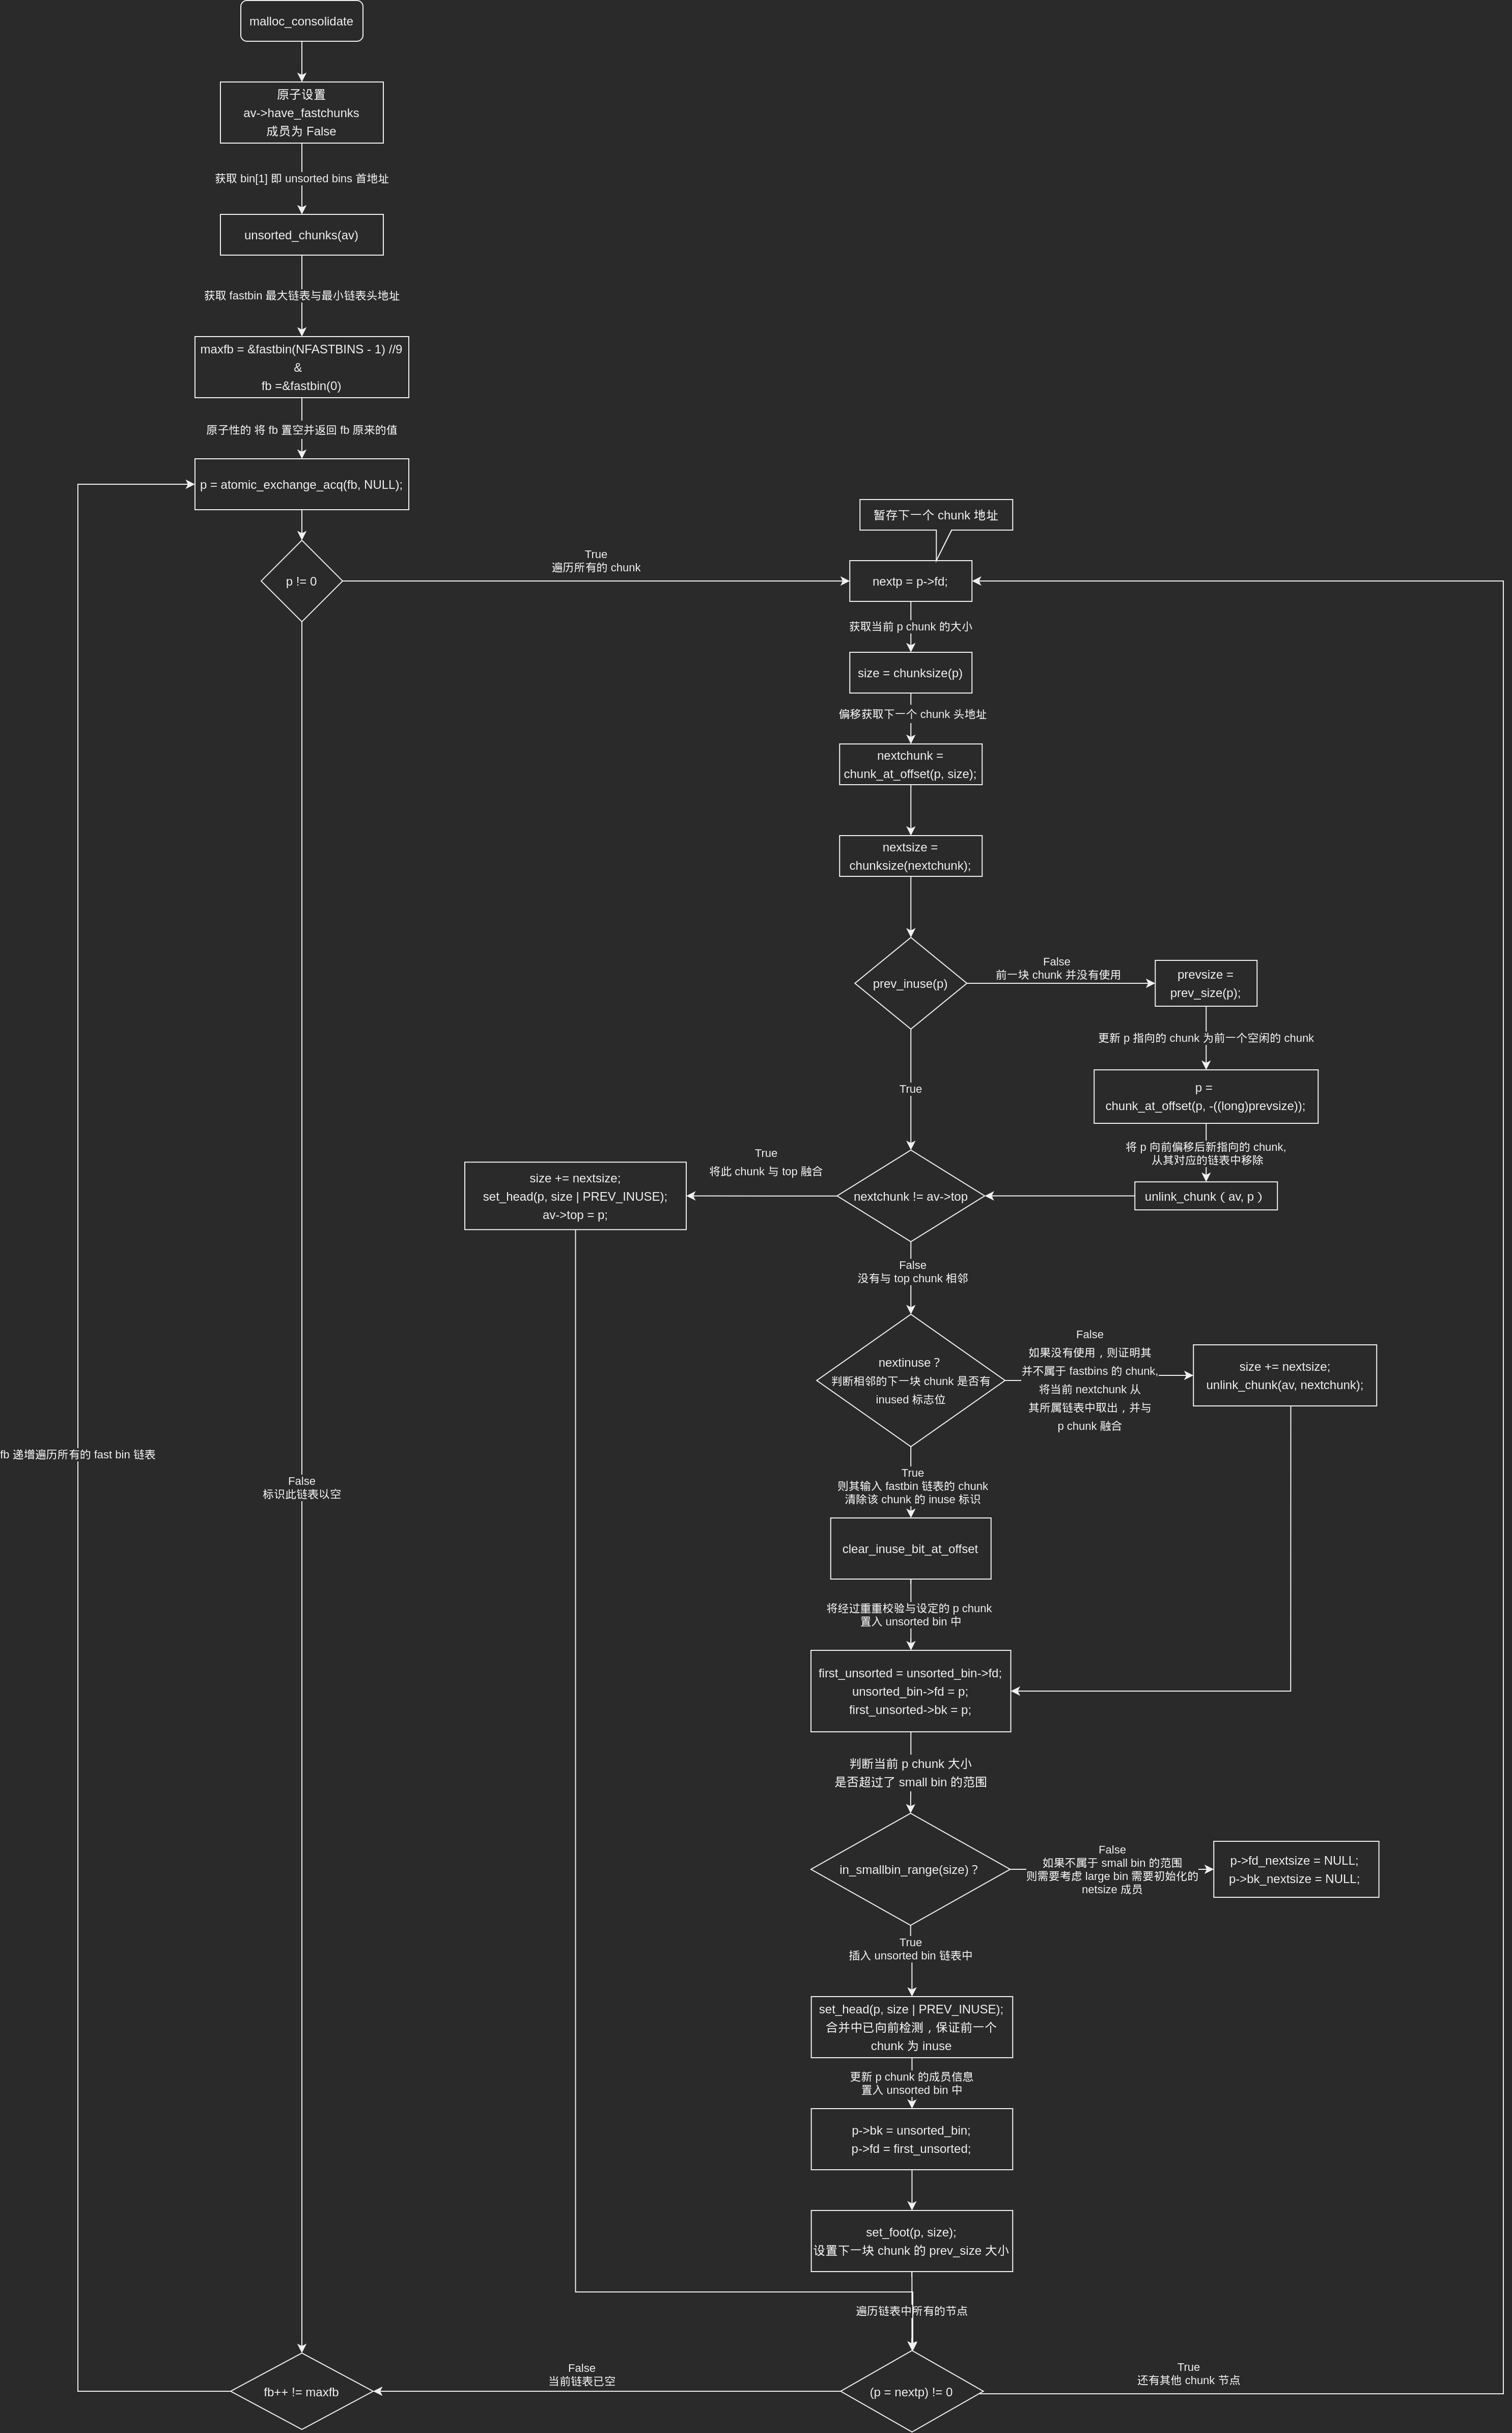 malloc_consolidate
原子设置
av->have_fastchunks
成员为 False
获取 bin[1] 即 unsorted bins 首地址
unsorted_chunks(av)
获取 fastbin 最大链表与最小链表头地址
maxfb = &fastbin(NFASTBINS - 1) //9
&
fb =&fastbin(0)
原子性的 将 fb 置空并返回 fb 原来的值
p = atomic_exchange_acq(fb, NULL);
p != 0
True
遍历所有的 chunk
暂存下一个 chunk 地址
nextp = p->fd;
获取当前 p chunk 的大小
size = chunksize(p)
偏移获取下一个 chunk 头地址
nextchunk =
chunk_at_offset(p, size);
nextsize =
chunksize(nextchunk);
prev_inuse(p)
False
前一块 chunk 并没有使用
prevsize =
prev_size(p);
更新 p 指向的 chunk 为前一个空闲的 chunk
p =
chunk_at_offset(p, -((long)prevsize));
将 p 向前偏移后新指向的 chunk,
从其对应的链表中移除
unlink_chunk（av, p）
True
nextchunk != av->top
True
将此 chunk 与 top 融合
size += nextsize;
set_head(p, size | PREV_INUSE);
av->top = p;
False
没有与 top chunk 相邻
nextinuse？
判断相邻的下一块 chunk 是否有
inused 标志位
False
如果没有使用，则证明其
并不属于 fastbins 的 chunk,
将当前 nextchunk 从
其所属链表中取出，并与
p chunk 融合
size += nextsize;
unlink_chunk(av, nextchunk);
True
则其输入 fastbin 链表的 chunk
清除该 chunk 的 inuse 标识
clear_inuse_bit_at_offset
将经过重重校验与设定的 p chunk
置入 unsorted bin 中
first_unsorted = unsorted_bin->fd;
unsorted_bin->fd = p;
first_unsorted->bk = p;
判断当前 p chunk 大小
是否超过了 small bin 的范围
in_smallbin_range(size)？
False
如果不属于 small bin 的范围
则需要考虑 large bin 需要初始化的
netsize 成员
p->fd_nextsize = NULL;
p->bk_nextsize = NULL;
True
插入 unsorted bin 链表中
set_head(p, size | PREV_INUSE);
合并中已向前检测，保证前一个
chunk 为 inuse
更新 p chunk 的成员信息
置入 unsorted bin 中
p->bk = unsorted_bin;
p->fd = first_unsorted;
set_foot(p, size);
设置下一块 chunk 的 prev_size 大小
遍历链表中所有的节点
(p = nextp) != 0
True
还有其他 chunk 节点
False
当前链表已空
fb++ != maxfb
False
标识此链表以空
fb 递增遍历所有的 fast bin 链表